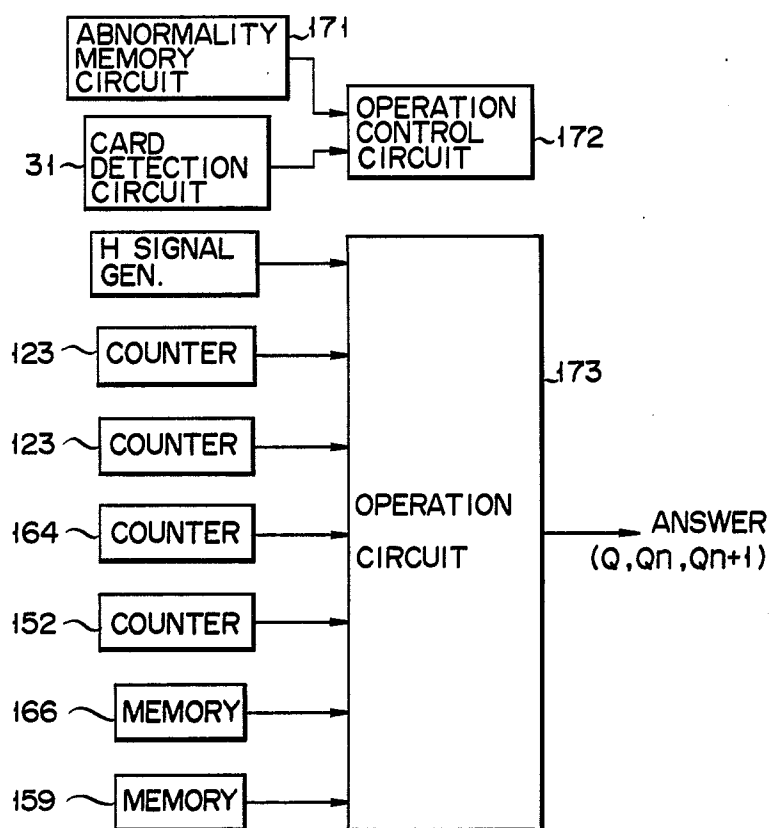 ABNORMALITY
MEMORY
CIRCUIT
171
OPERATION
CONTROL
CIRCUIT
172
31
CARD
DETECTION
CIRCUIT
H SIGNAL
GEN.
123
COUNTER
173
123
COUNTER
164
COUNTER
OPERATION
CIRCUIT
ANSWER
(Q,Qn,Qn+1)
152
COUNTER
166
MEMORY
159
MEMORY